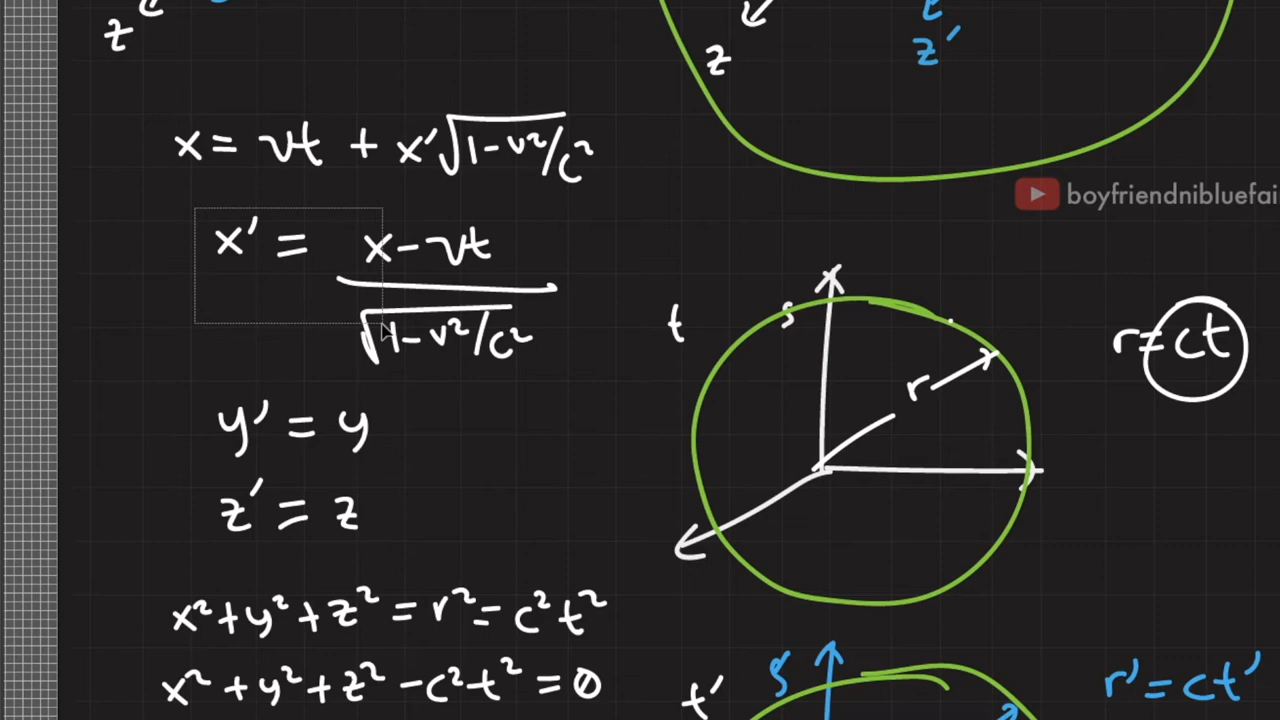 z
t
z
z'
x = vt + x'√1-v²/c²
boyfriendnibluefai
x' = x-vt
√1-v²/c²
t
s
r
r=ct
y' = y
z' = z
x²+y²+z² = r² = c²t²
x²+y²+z²-c²t² = 0
t'
r'=ct'